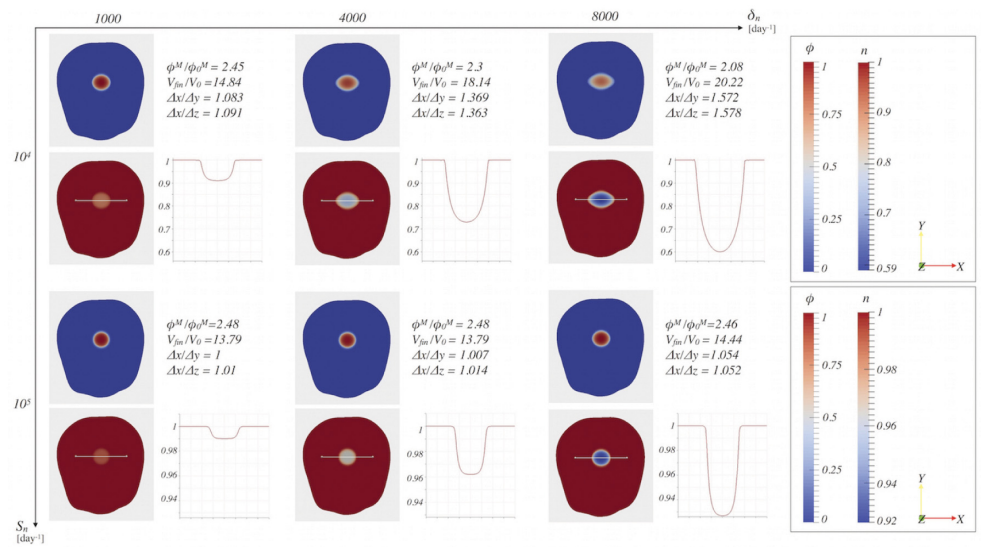 1000 4000 8000 δₙ
[day⁻¹]
10⁴
ϕᴹ/ϕ₀ᴹ = 2.45
V_fin/V₀ = 14.84
Δx/Δy = 1.083
Δx/Δz = 1.091
ϕᴹ/ϕ₀ᴹ = 2.3
V_fin/V₀ = 18.14
Δx/Δy = 1.369
Δx/Δz = 1.363
ϕᴹ/ϕ₀ᴹ = 2.08
V_fin/V₀ = 20.22
Δx/Δy = 1.572
Δx/Δz = 1.578
1
0.9
0.8
0.7
0.6
1
0.9
0.8
0.7
0.6
1
0.9
0.8
0.7
0.6
ϕ n
1 1
0.75 0.9
0.5 0.8
0.25 0.7
0 0.59
Y
Z X
10⁵
ϕᴹ/ϕ₀ᴹ = 2.48
V_fin/V₀ = 13.79
Δx/Δy = 1
Δx/Δz = 1.01
ϕᴹ/ϕ₀ᴹ = 2.48
V_fin/V₀ = 13.79
Δx/Δy = 1.007
Δx/Δz = 1.014
ϕᴹ/ϕ₀ᴹ=2.46
V_fin/V₀ = 14.44
Δx/Δy = 1.054
Δx/Δz = 1.052
1
0.98
0.96
0.94
1
0.98
0.96
0.94
1
0.98
0.96
0.94
ϕ n
1 1
0.75 0.98
0.5 0.96
0.25 0.94
0 0.92
Y
Z X
Sₙ
[day⁻¹]